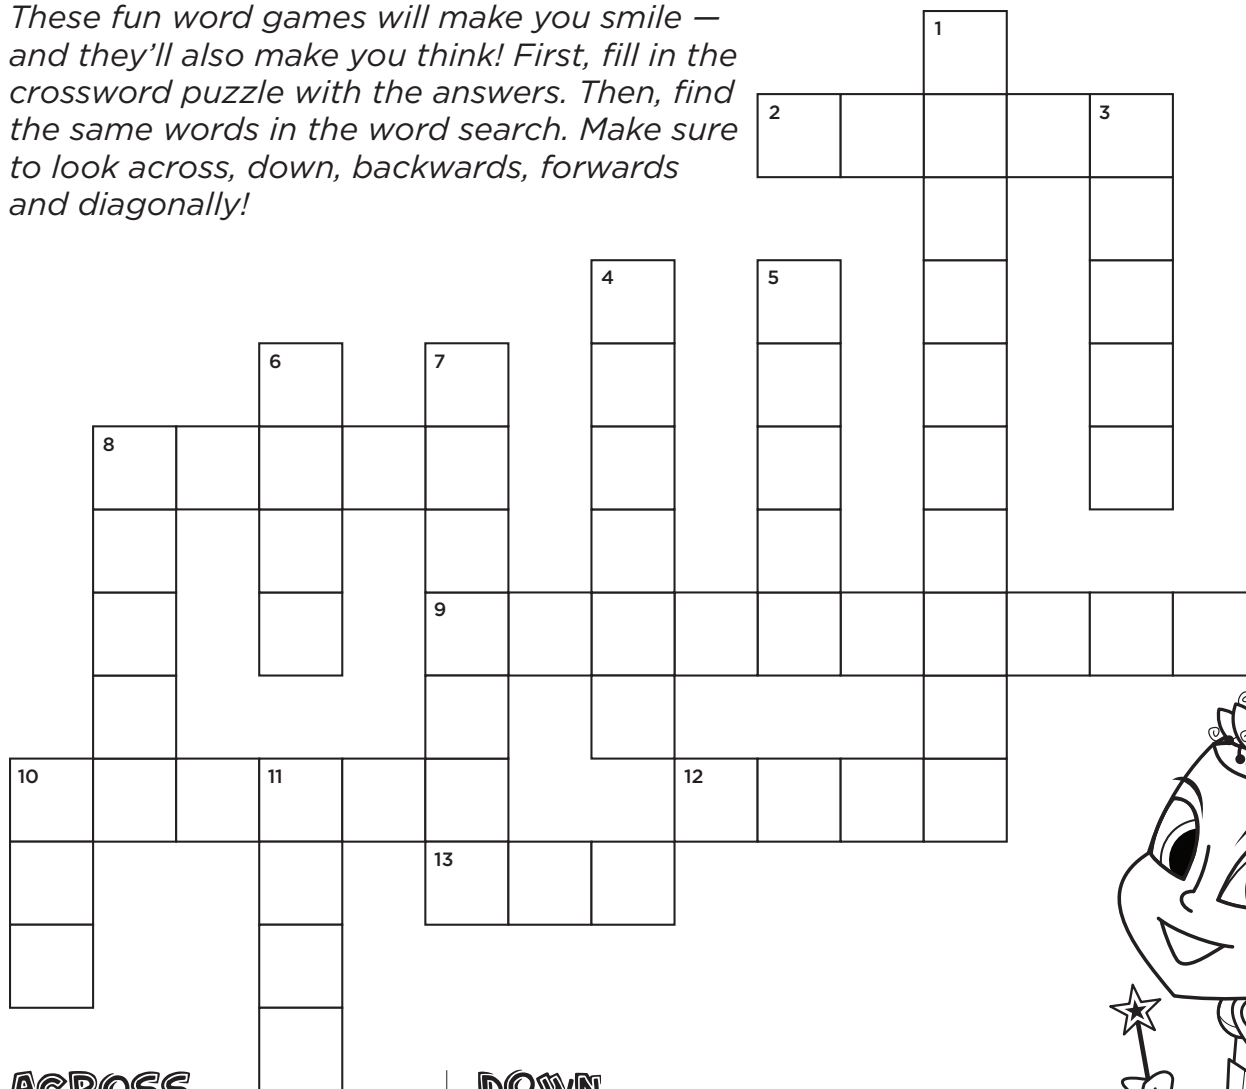 These fun word games will make you smile —
and they’ll also make you think! First, fill in the
crossword puzzle with the answers. Then, find
the same words in the word search. Make sure
to look across, down, backwards, forwards
and diagonally!
1
2 3
4 5
6 7
8
9
10 11 12
13
ACROSS DOWN